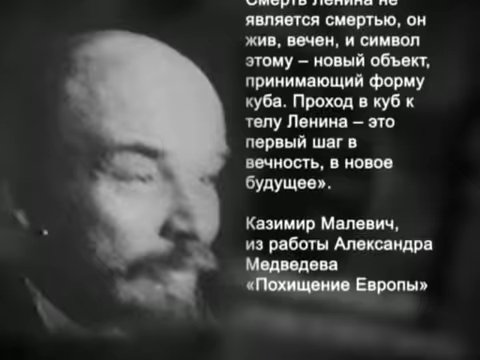 Смерть Ленина не
является смертью, он
жив, вечен, и символ
этому – новый объект,
принимающий форму
куба. Проход в куб к
телу Ленина – это
первый шаг в
вечность, в новое
будущее».
Казимир Малевич,
из работы Александра
Медведева
«Похищение Европы»